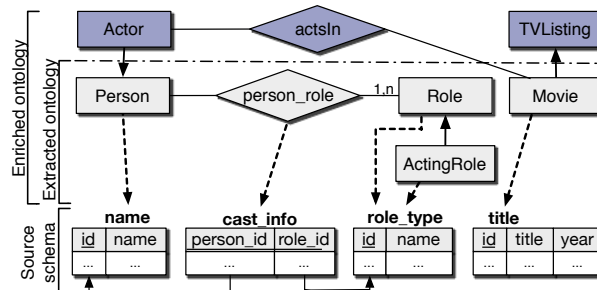 Enriched ontology
Extracted ontology
Source schema
Actor
actsIn
TVListing
Person
person_role
1,n
Role
Movie
ActingRole
name
cast_info
role_type
title
id name
person_id role_id
id name
id title year
... ...
... ...
... ...
... ... ...